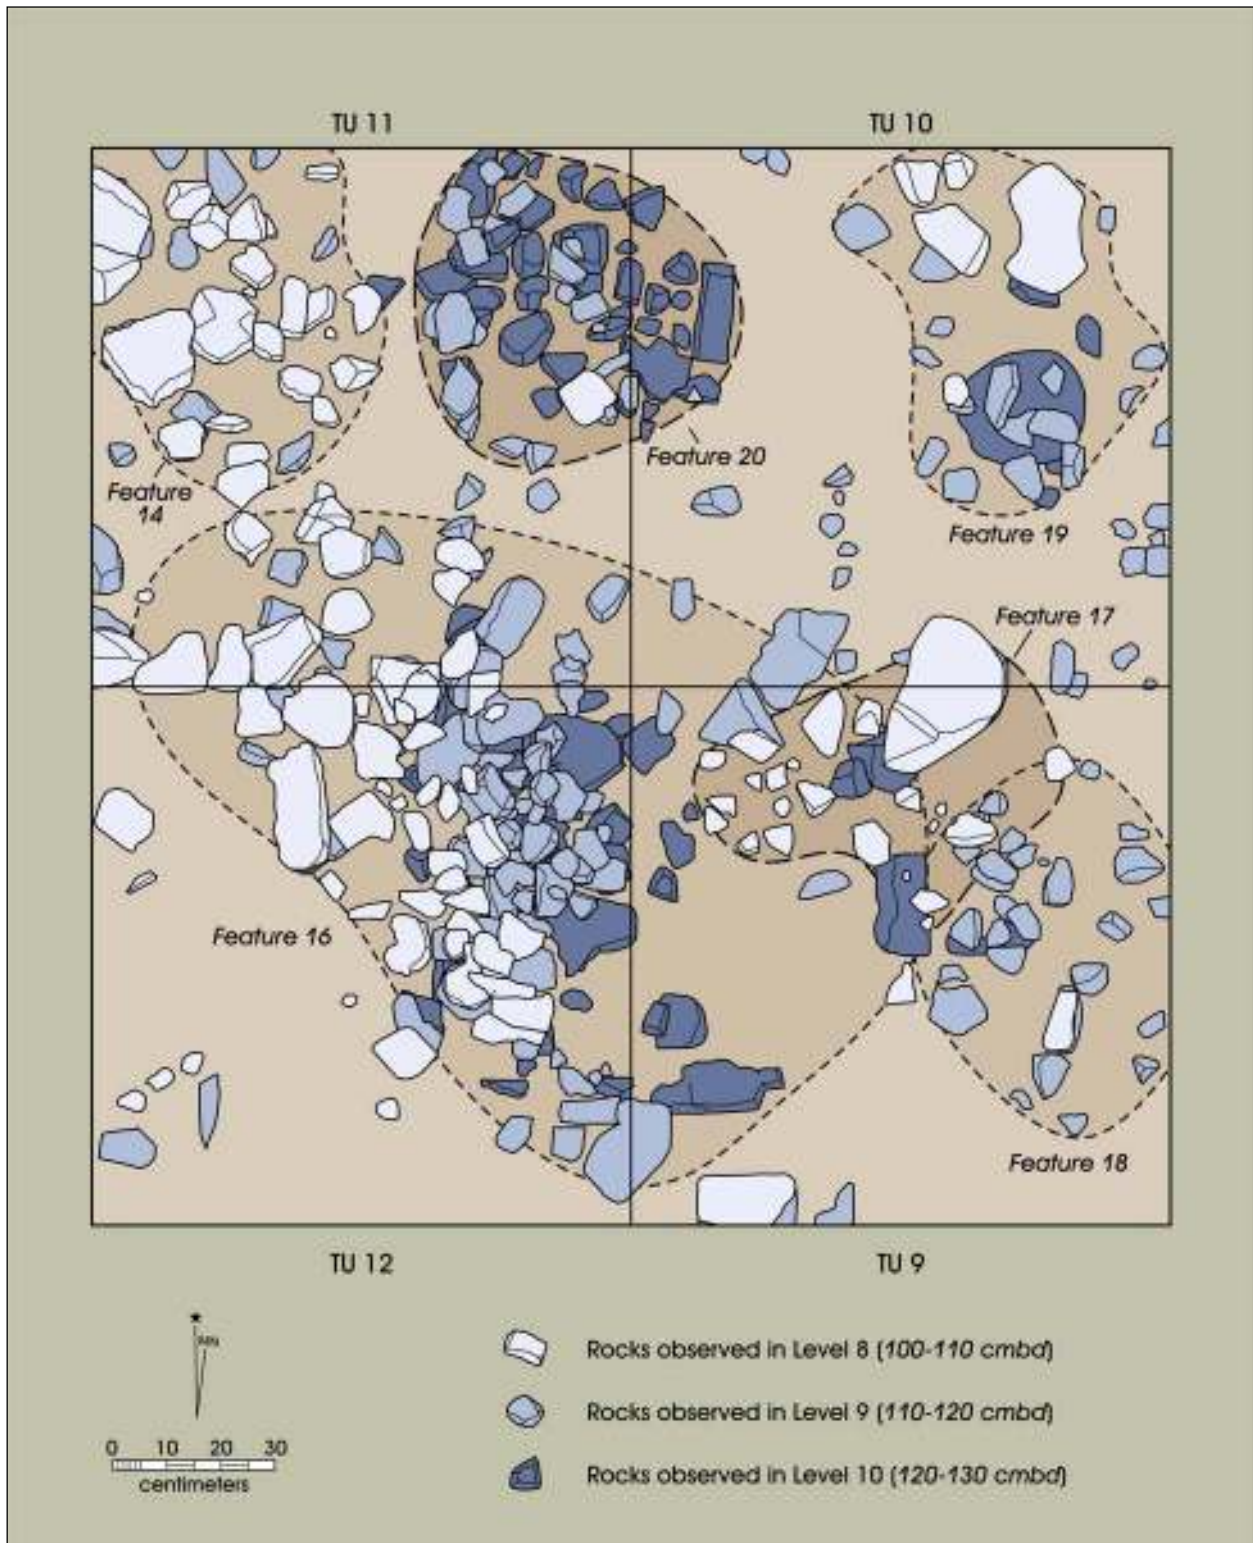 TU 11
TU 10
Feature 20
Feature
14
Feature 19
Feature 17
Feature 16
Feature 18
TU 12
TU 9
MN
Rocks observed in Level 8 (100-110 cmbd)
Rocks observed in Level 9 (110-120 cmbd)
0 10 20 30
centimeters
Rocks observed in Level 10 (120-130 cmbd)